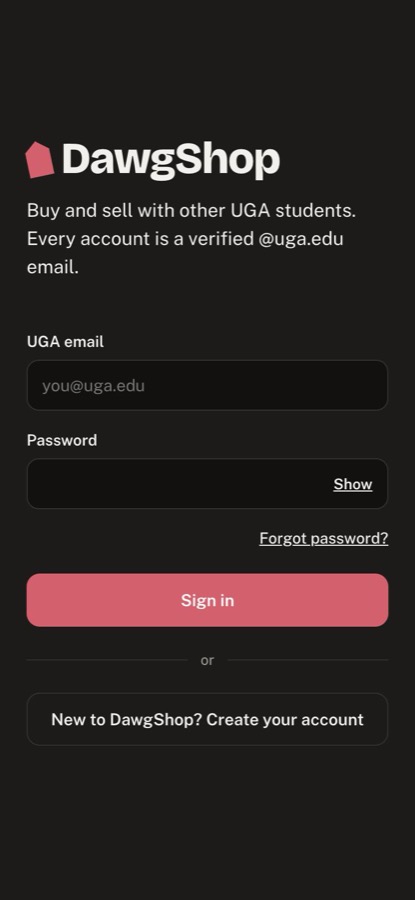 DawgShop
Buy and sell with other UGA students.
Every account is a verified @uga.edu
email.
UGA email
you@uga.edu
Password
Show
Forgot password?
Sign in
or
New to DawgShop? Create your account